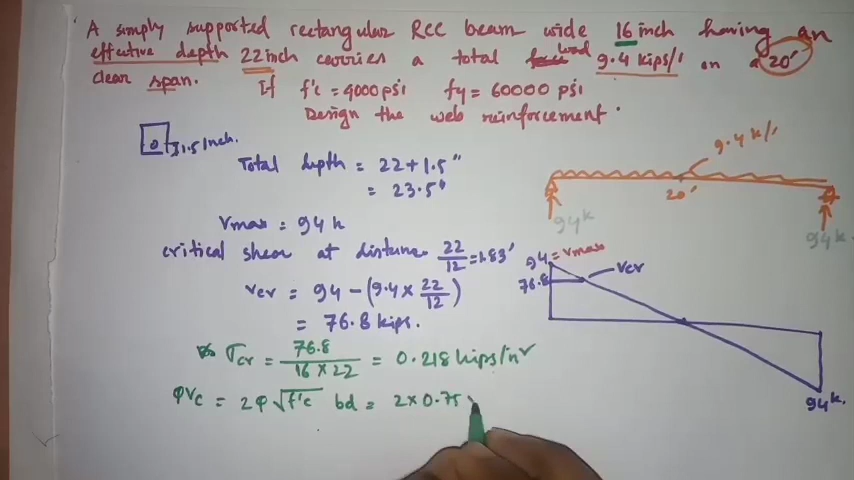 A simply supported rectangular RCC beam wide 16 inch having an
effective depth 22 inch carries a total load 9.4 kips/' on a 20'
clear span. If f'c = 4000 psi fy = 60000 psi
Design the web reinforcement.
1.5 inch.
Total depth = 22 + 1.5"
= 23.5"
Vmax = 94 k
critical shear at distance 22/12 = 1.83'
Vcr = 94 - (9.4 × 22/12)
= 76.8 kips.
τcr = 76.8/16 × 22 = 0.218 kips/in²
φVc = 2φ√f'c bd = 2 × 0.75
9.4 k/'
20'
94k
94k
94 = Vmax
76.8
Vcr
94k.